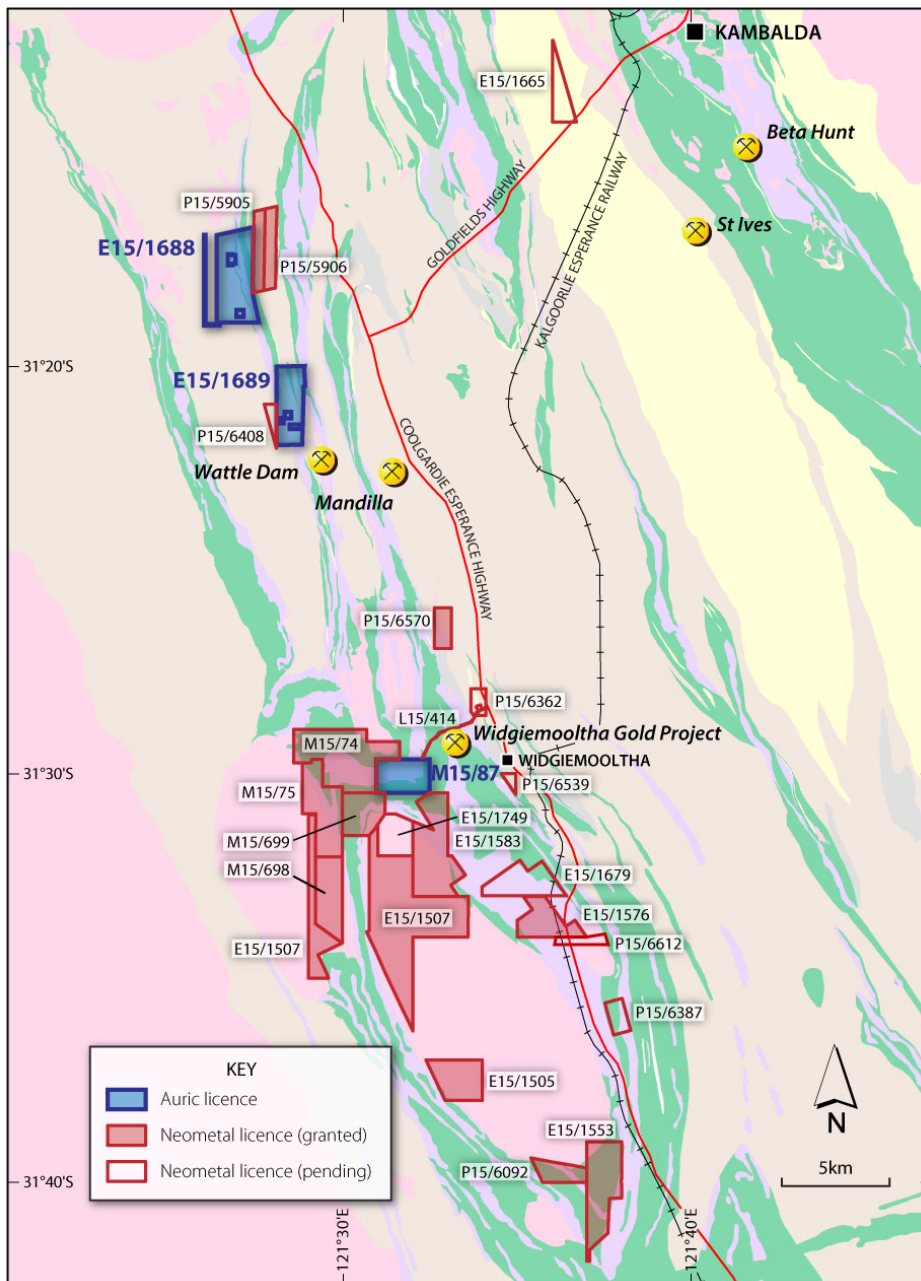 KAMBALDA
E15/1665
Beta Hunt
P15/5905
St Ives
E15/1688
GOLDFIELDS HIGHWAY
KALGOORLIE ESPERANCE RAILWAY
P15/5906
31°20'S
E15/1689
P15/6408
COOLGARDIE ESPERANCE HIGHWAY
Wattle Dam
Mandilla
P15/6570
P15/6362
L15/414
Widgiemooltha Gold Project
M15/74
WIDGIEMOOLTHA
31°30'S
M15/87
P15/6539
M15/75
E15/1749
M15/699
E15/1583
M15/698
E15/1679
E15/1507
E15/1576
E15/1507
P15/6612
P15/6387
KEY
Auric licence
Neometal licence (granted)
Neometal licence (pending)
E15/1505
E15/1553
P15/6092
N
5km
31°40'S
121°30'E
121°40'E